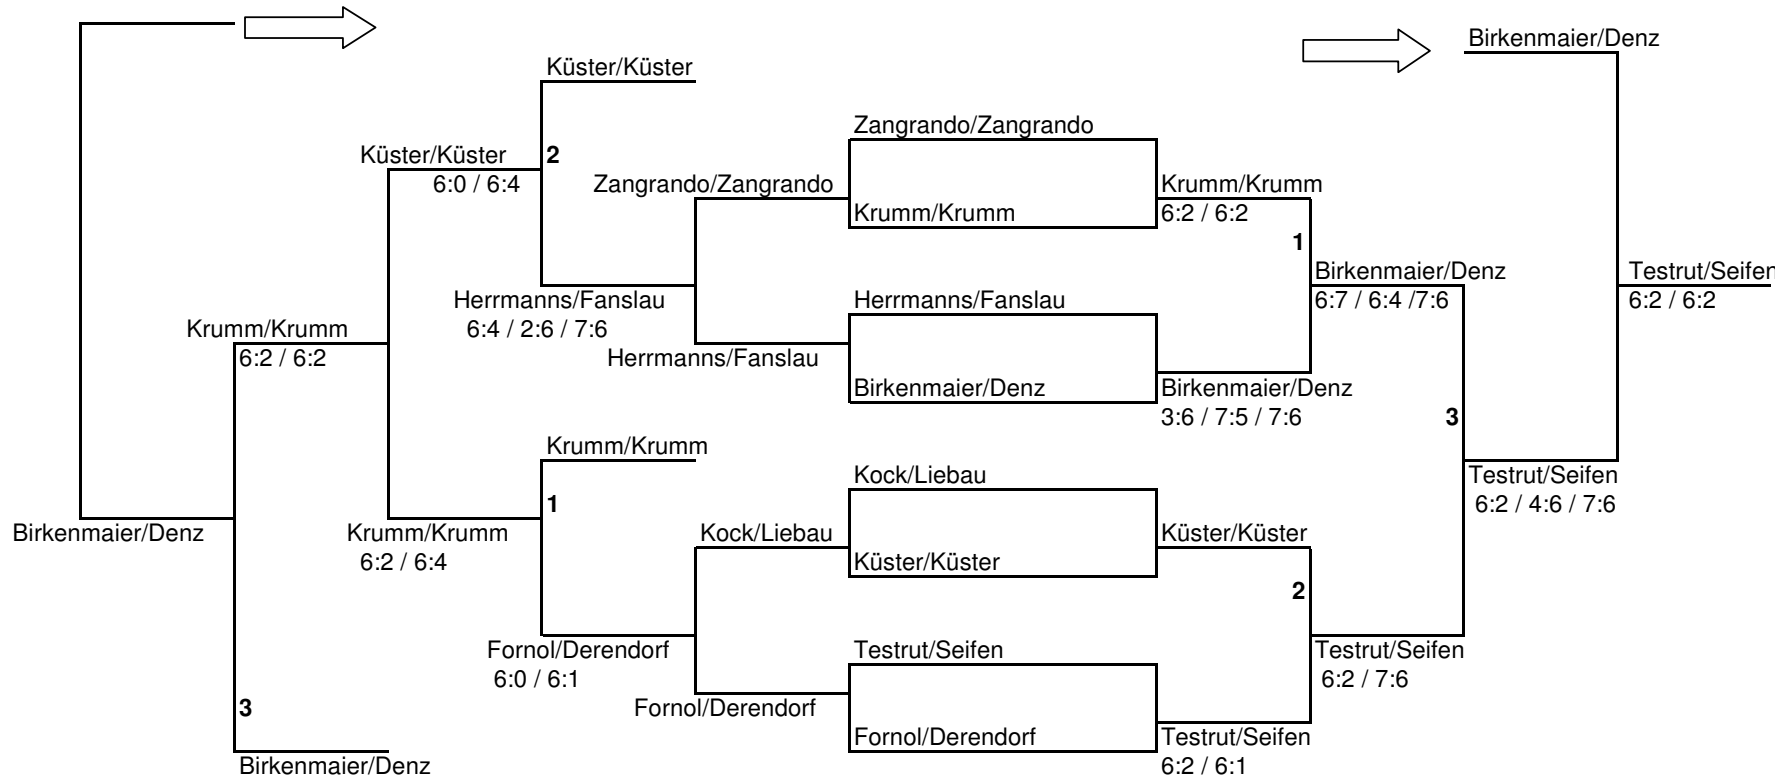 Birkenmaier/Denz
Küster/Küster
Zangrando/Zangrando
Küster/Küster
2
6:0 / 6:4
Zangrando/Zangrando
Krumm/Krumm
Krumm/Krumm
6:2 / 6:2
1
Birkenmaier/Denz
Testrut/Seifen
Herrmanns/Fanslau
Herrmanns/Fanslau
6:7 / 6:4 /7:6
6:2 / 6:2
Krumm/Krumm
6:4 / 2:6 / 7:6
6:2 / 6:2
Herrmanns/Fanslau
Birkenmaier/Denz
Birkenmaier/Denz
3:6 / 7:5 / 7:6
3
Krumm/Krumm
Kock/Liebau
Testrut/Seifen
1
6:2 / 4:6 / 7:6
Birkenmaier/Denz
Krumm/Krumm
Kock/Liebau
Küster/Küster
6:2 / 6:4
Küster/Küster
2
Fornol/Derendorf
Testrut/Seifen
Testrut/Seifen
6:0 / 6:1
6:2 / 7:6
3
Fornol/Derendorf
Fornol/Derendorf
Testrut/Seifen
Birkenmaier/Denz
6:2 / 6:1